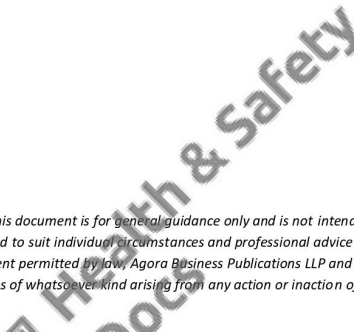 Health & Safety
Docs
his document is for general guidance only and is not intend
d to suit individual circumstances and professional advice
ent permitted by law, Agora Business Publications LLP and
s of whatsoever kind arising from any action or inaction o